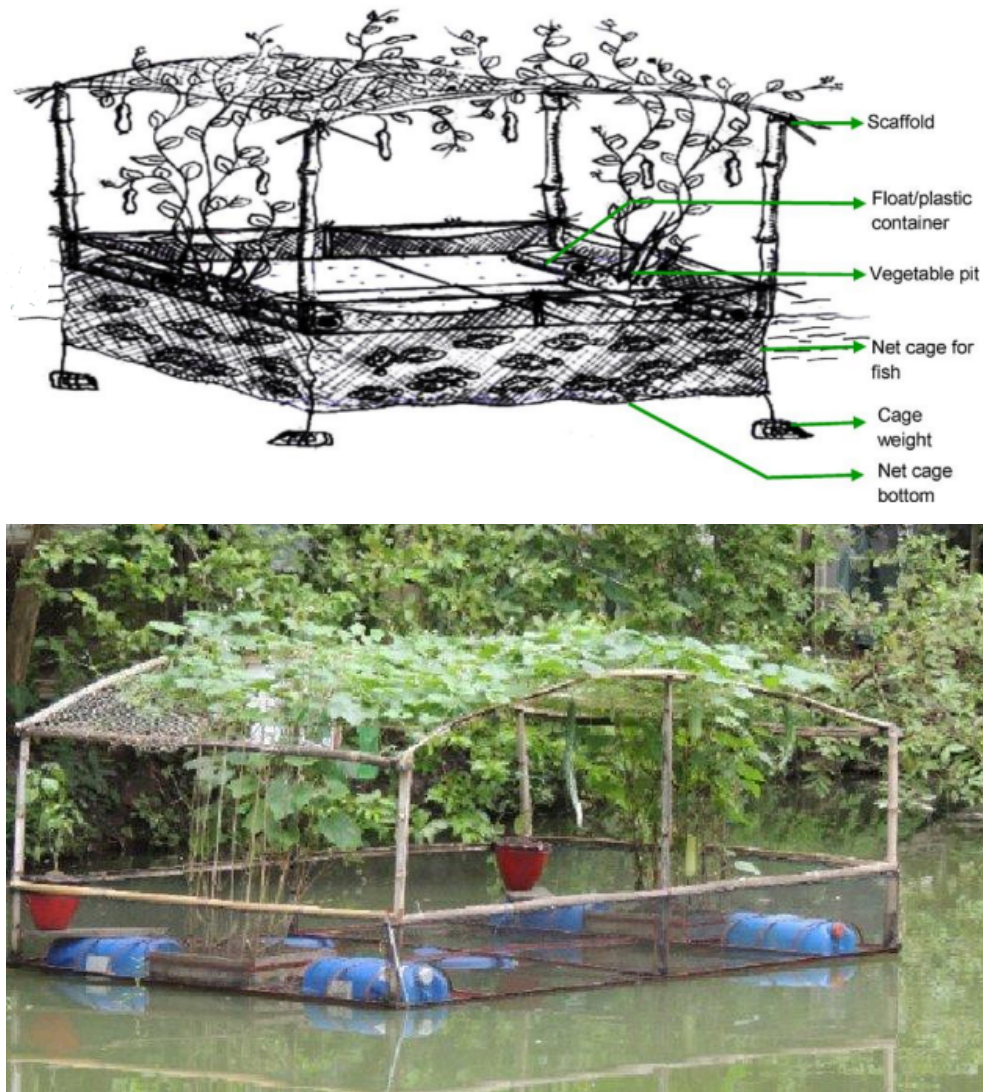 Scaffold
Float/plastic
container
Vegetable pit
Net cage for
fish
Cage
weight
Net cage
bottom